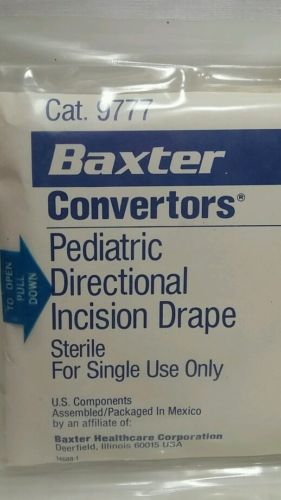 Cat. 9777
Baxter
Convertors®
Pediatric
Directional
Incision Drape
TO OPEN
PULL
DOWN
Sterile
For Single Use Only
U.S. Components
Assembled/Packaged In Mexico
by an affiliate of:
Baxter Healthcare Corporation
Deerfield, Illinois 60015 USA